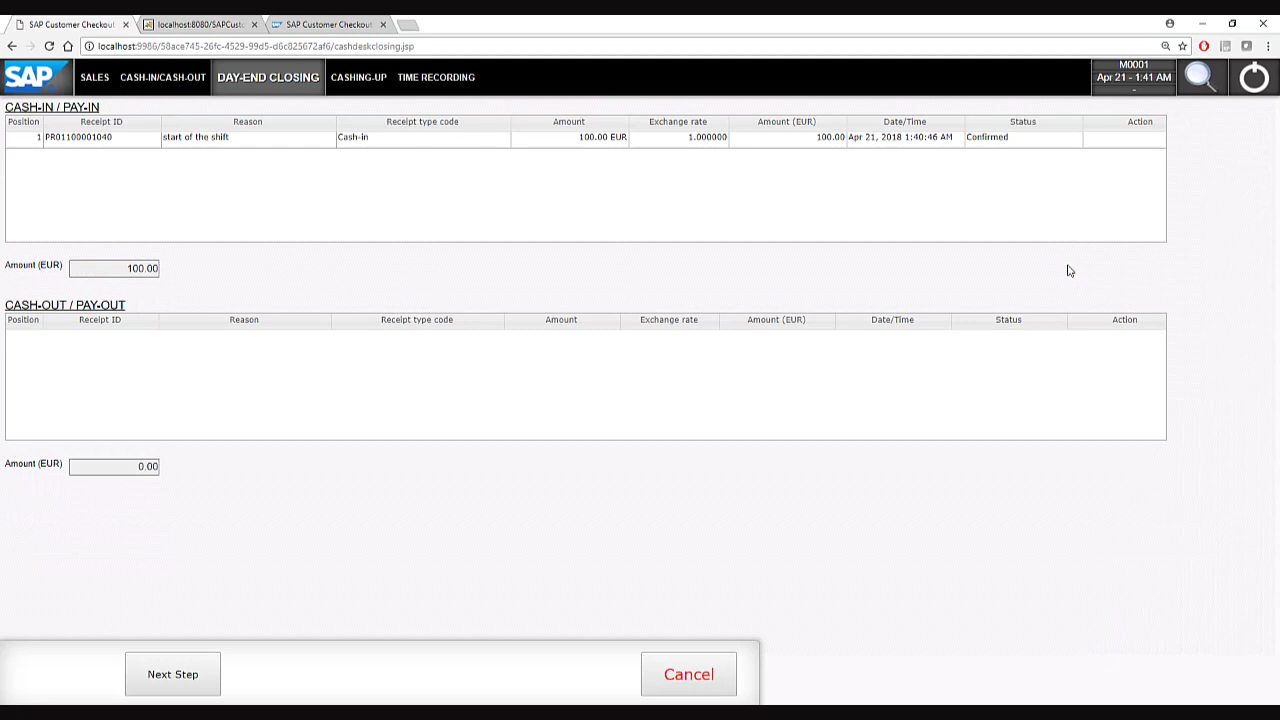 SAP Customer Checkout
localhost:8080/SAPCust
SAP Customer Checkout
localhost:9986/58ace745-26fc-4529-99d5-d6c825672af6/cashdeskclosing.jsp
SAP SALES CASH-IN/CASH-OUT DAY-END CLOSING CASHING-UP TIME RECORDING
M0001
Apr 21 - 1:41 AM
-
CASH-IN / PAY-IN
Position Receipt ID Reason Receipt type code Amount Exchange rate Amount (EUR) Date/Time Status Action
1 PR01100001040 start of the shift Cash-in 100.00 EUR 1.000000 100.00 Apr 21, 2018 1:40:46 AM Confirmed
Amount (EUR) 100.00
CASH-OUT / PAY-OUT
Position Receipt ID Reason Receipt type code Amount Exchange rate Amount (EUR) Date/Time Status Action
Amount (EUR) 0.00
Next Step Cancel